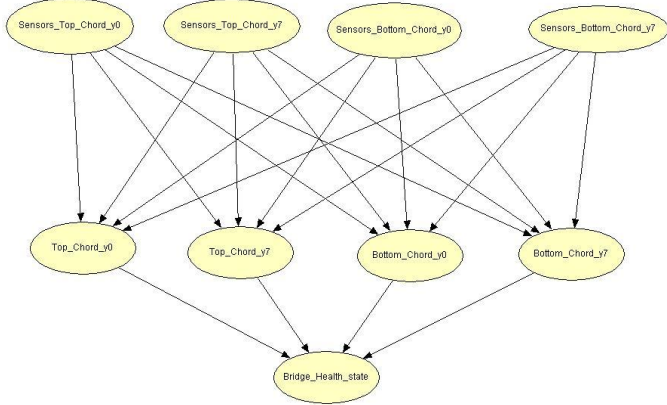 Sensors_Top_Chord_y0
Sensors_Top_Chord_y7
Sensors_Bottom_Chord_y0
Sensors_Bottom_Chord_y7
Top_Chord_y0
Top_Chord_y7
Bottom_Chord_y0
Bottom_Chord_y7
Bridge_Health_state